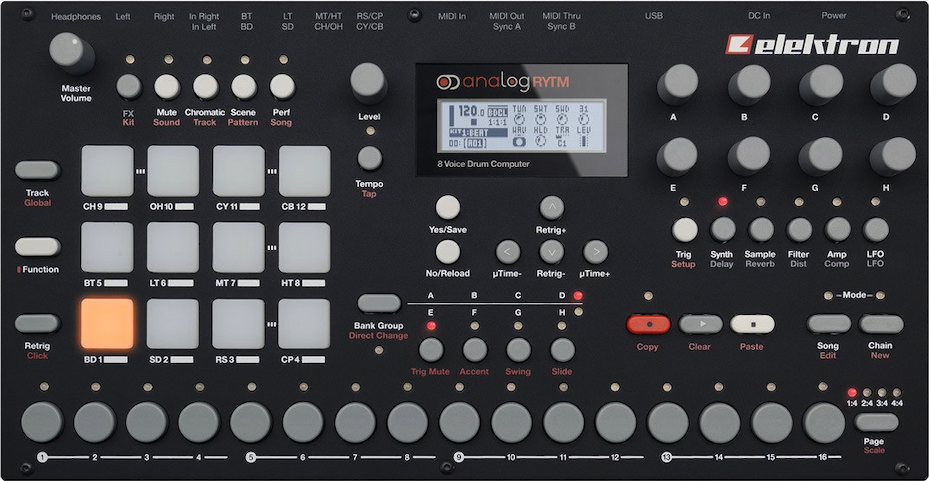 Headphones Left Right In Right BT LT MT/HT RS/CP MIDI In MIDI Out MIDI Thru USB DC In Power
In Left BD SD CH/OH CY/CB Sync A Sync B
elektron
Master
Volume
FX
Kit
Mute
Sound
Chromatic
Track
Scene
Pattern
Perf
Song
Level
Tempo
Tap
analog RYTM
120.0
1:1:1
KIT1:BEAT
TUN SWT SWD
WAV HLD TRA LEV
C1
8 Voice Drum Computer
A B C D
E F G H
Track
Global
Function
Retrig
Click
CH 9 OH 10 CY 11 CB 12
BT 5 LT 6 MT 7 HT 8
BD 1 SD 2 RS 3 CP 4
Yes/Save
No/Reload
Retrig+
µTime-
Retrig-
µTime+
Trig
Setup
Synth
Delay
Sample
Reverb
Filter
Dist
Amp
Comp
LFO
LFO
Bank Group
Direct Change
A B C D
E F G H
Trig Mute Accent Swing Slide
Copy Clear Paste
Mode
Song
Edit
Chain
New
1:4 2:4 3:4 4:4
Page
Scale
1 2 3 4 5 6 7 8 9 10 11 12 13 14 15 16